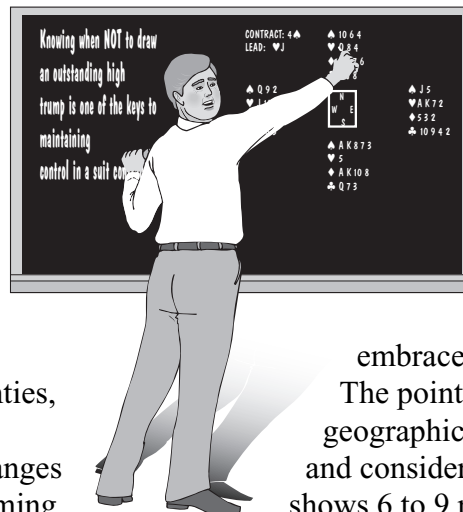 Knowing when NOT to draw
an outstanding high
trump is one of the keys to
maintaining
control in a suit
CONTRACT: 4♠
LEAD: ♥J
♠ 10 6 4
♥ Q 8 4
♠ Q 9 2
♥
N
W E
S
♠ J 5
♥ A K 7 2
♦ 5 3 2
♣ 10 9 4 2
♠ A K 8 7 3
♥ 5
♦ A K 10 8
♣ Q 7 3
embrace
The point
geographic
and consider
shows 6 to 9